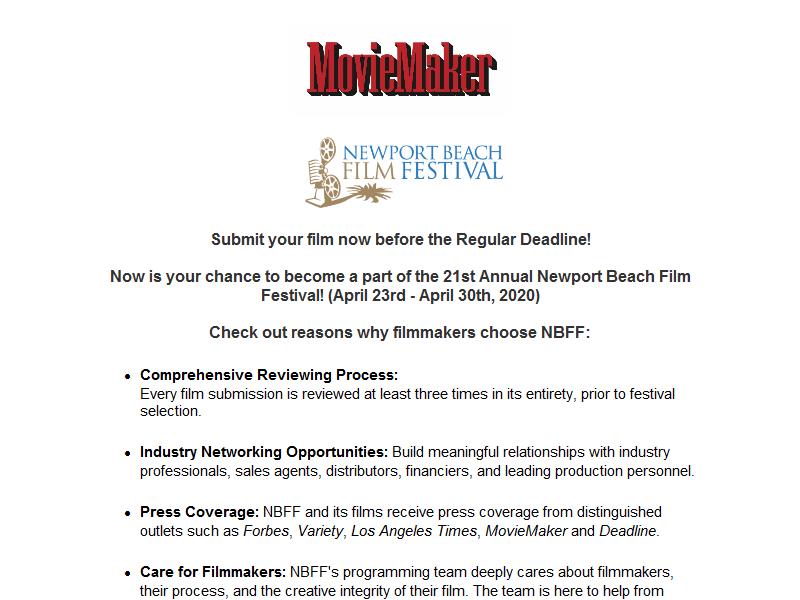 MovieMaker
NEWPORT BEACH
FILM FESTIVAL
Submit your film now before the Regular Deadline!
Now is your chance to become a part of the 21st Annual Newport Beach Film
Festival! (April 23rd - April 30th, 2020)
Check out reasons why filmmakers choose NBFF:
• Comprehensive Reviewing Process:
Every film submission is reviewed at least three times in its entirety, prior to festival
selection.
• Industry Networking Opportunities: Build meaningful relationships with industry
professionals, sales agents, distributors, financiers, and leading production personnel.
• Press Coverage: NBFF and its films receive press coverage from distinguished
outlets such as Forbes, Variety, Los Angeles Times, MovieMaker and Deadline.
• Care for Filmmakers: NBFF's programming team deeply cares about filmmakers,
their process, and the creative integrity of their film. The team is here to help from